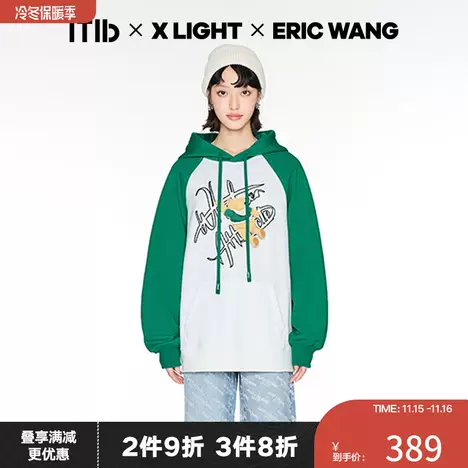 冷冬保暖季
ITIb × X LIGHT × ERIC WANG
TIME: 11.15 -11.16
叠享满减
更优惠
2件9折 3件8折
￥
到手价: 389